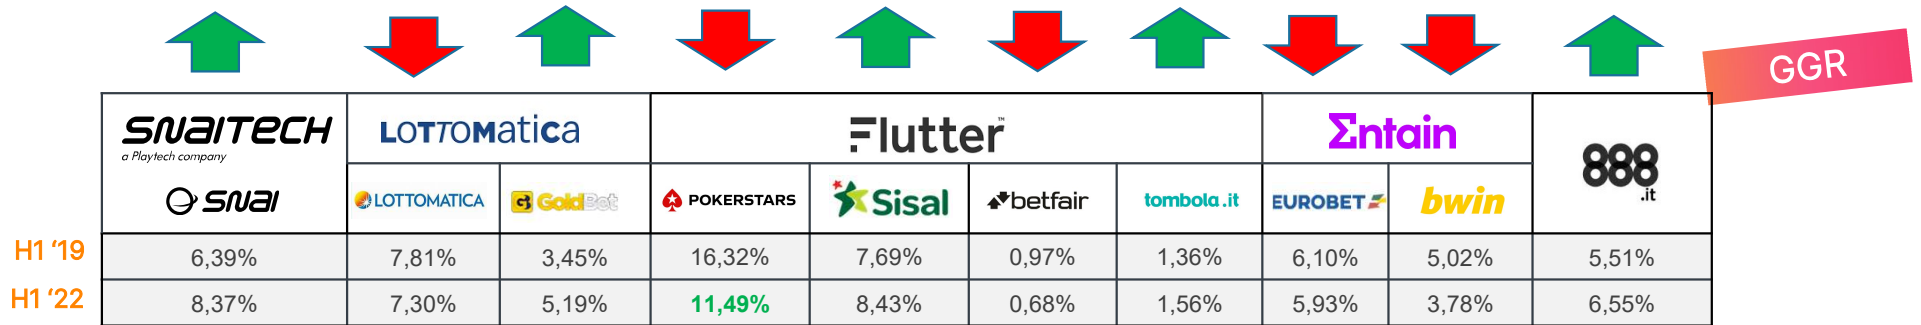 GGR
SNAITECH
a Playtech company
LOTTOMatica
Flutter™
Entain
888
.it
SNAI
LOTTOMATICA
GoldBet
POKERSTARS
Sisal
betfair
tombola.it
EUROBET
bwin
H1 ‘19 6,39% 7,81% 3,45% 16,32% 7,69% 0,97% 1,36% 6,10% 5,02% 5,51%
H1 ‘22 8,37% 7,30% 5,19% 11,49% 8,43% 0,68% 1,56% 5,93% 3,78% 6,55%